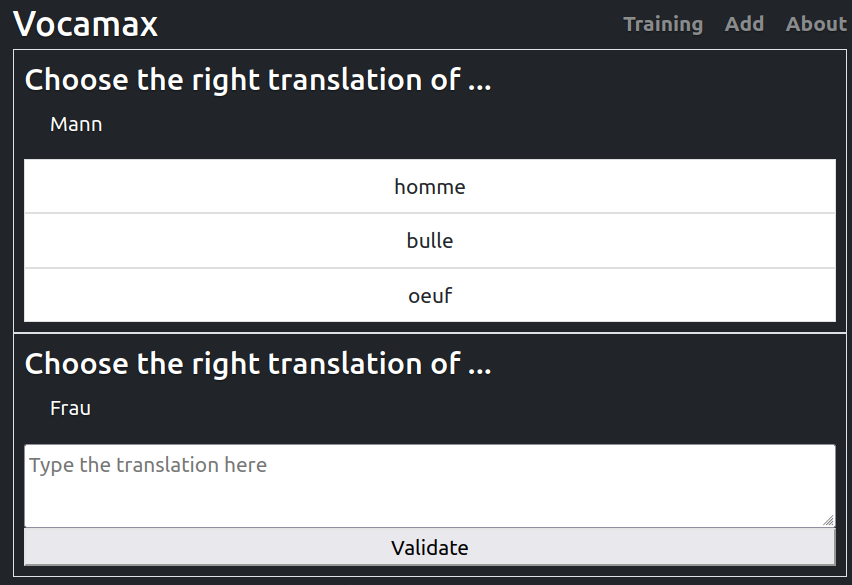 Vocamax Training Add About
Choose the right translation of ...
Mann
homme
bulle
oeuf
Choose the right translation of ...
Frau
Type the translation here
Validate